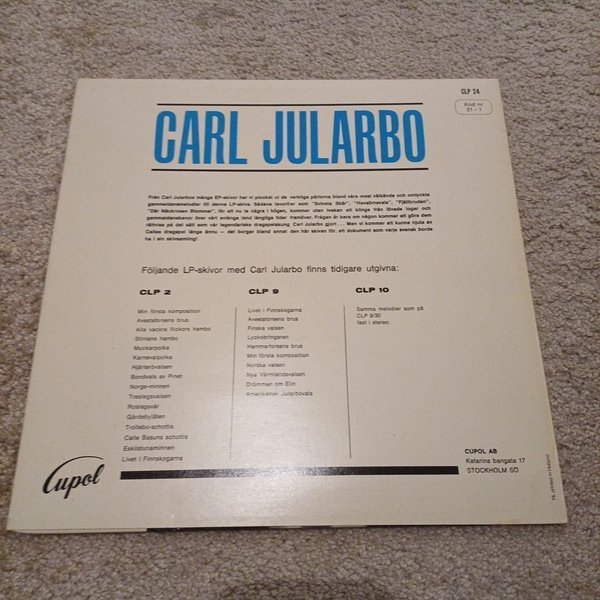 CLP 24
Kod nr
21 - 1
CARL JULARBO
Från Carl Jularbos många EP-skivor har vi plockat ut de verkliga pärlorna bland våra mest välkända och omtyckta
gammeldansmelodier till denna LP-skiva. Sådana favoriter som "Svinsta Skär", "Havsörnsvals", "Fjällbruden",
"Där Näckrosen Blommar", för att nu ta några i högen, kommer utan tvekan att klinga från lövade logar och
gammaldansbanor över vårt avlånga land långliga tider framöver. Frågan är bara om någon kommer att göra dem
rättvisa på det sätt som vår legendariske dragspelskung Carl Jularbo gjort ... Men vi kommer att kunna njuta av
Calles dragspel länge ännu — det borgar bland annat den här skivan för, ett dokument som varje svensk borde
ha i sin skivsamling!
Följande LP-skivor med Carl Jularbo finns tidigare utgivna:
CLP 2
Min första komposition
Avestaforsens brus
Alla vackra flickors hambo
Stintans hambo
Muckarpolka
Karnevalpolka
Hjärterövalsen
Bondvals av Pinet
Norge-minnen
Trestegsvalsen
Roslagsvår
Gärdebylåten
Trollebo-schottis
Calle Basuns schottis
Eskilstunaminnen
Livet i Finnskogarna
CLP 9
Livet i Finnskogarna
Avestaforsens brus
Finska valsen
Lyckobringaren
Hammarforsens brus
Min första komposition
Norska valsen
Nya Värmlandsvalsen
Drömmen om Elin
Amerikansk Jularbovals
CLP 10
Samma melodier som på
CLP 9/30
fast i stereo.
Cupol
CUPOL AB
Katarina bangata 17
STOCKHOLM SÖ